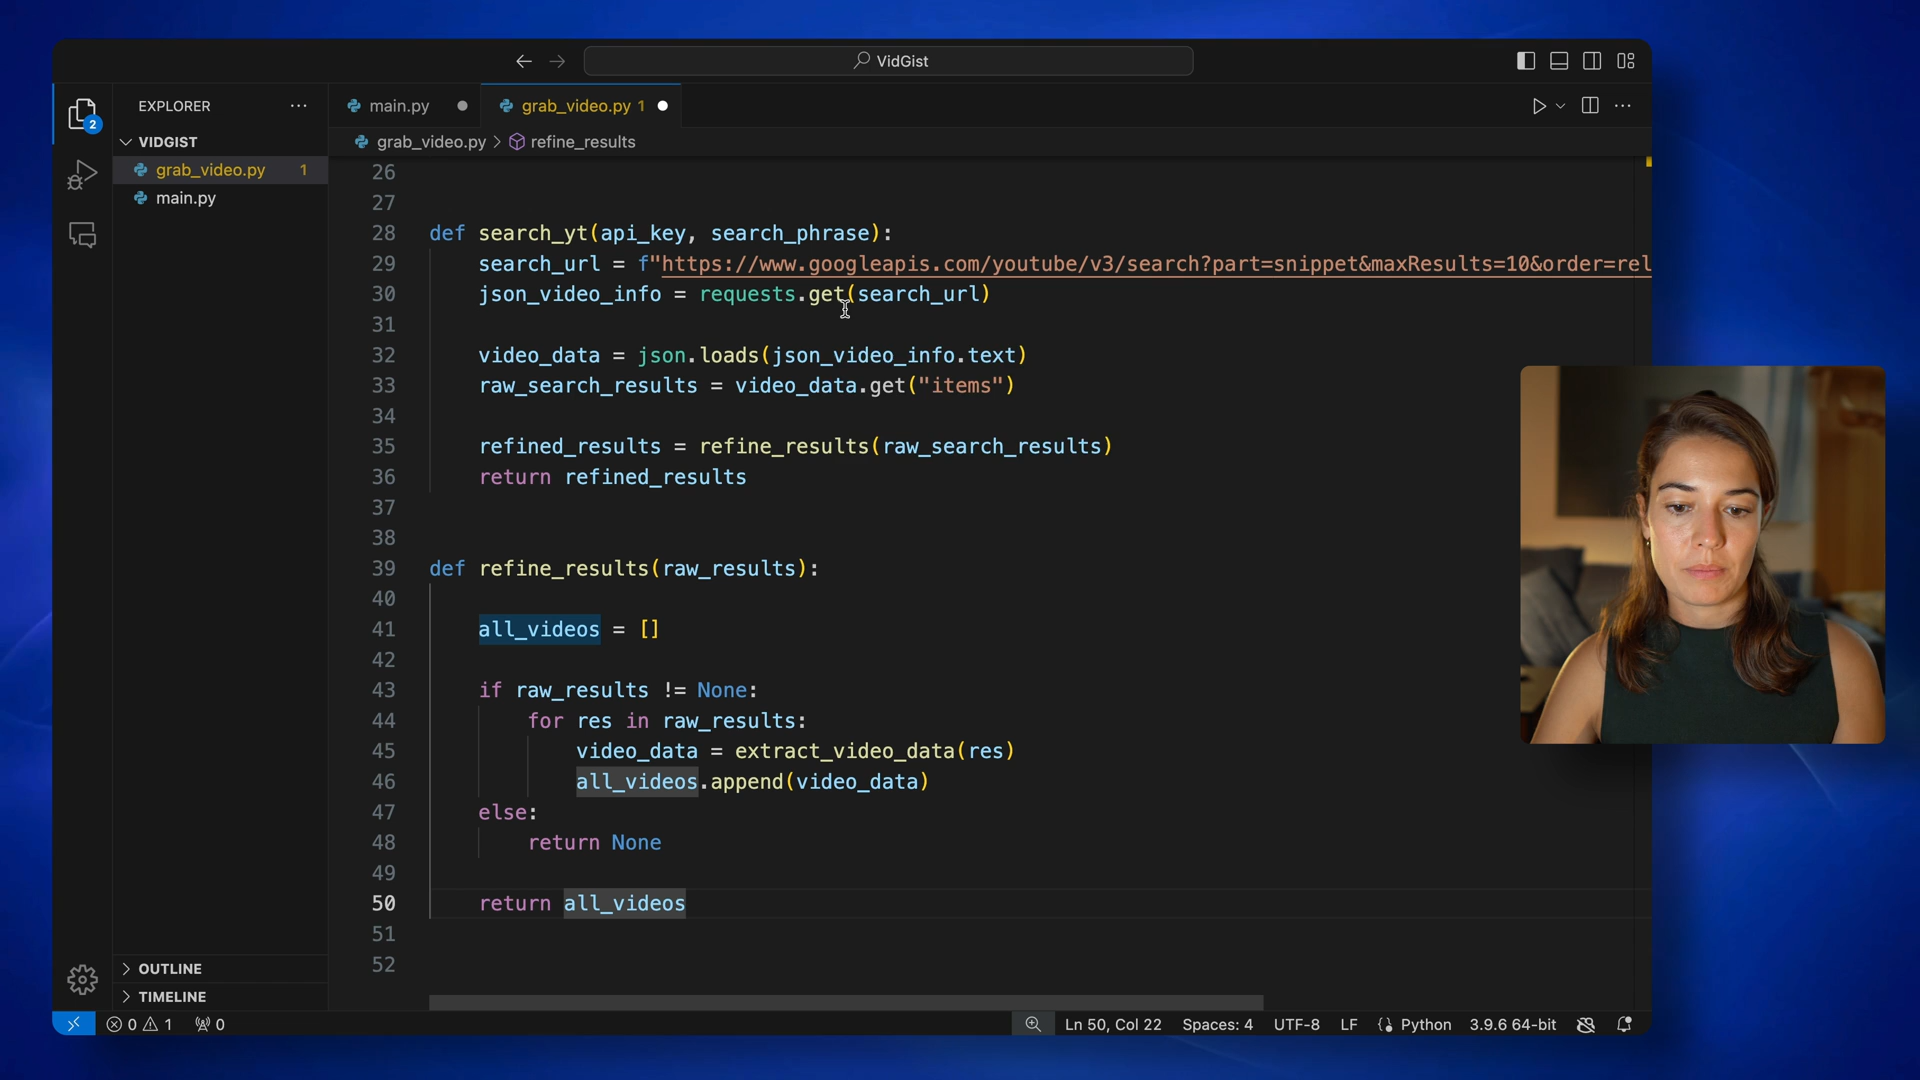 VidGist
EXPLORER
main.py
grab_video.py 1
2
VIDGIST
grab_video.py > refine_results
grab_video.py 1
main.py
26
27
28 def search_yt(api_key, search_phrase):
29 search_url = f"https://www.googleapis.com/youtube/v3/search?part=snippet&maxResults=10&order=rel
30 json_video_info = requests.get(search_url)
31
32 video_data = json.loads(json_video_info.text)
33 raw_search_results = video_data.get("items")
34
35 refined_results = refine_results(raw_search_results)
36 return refined_results
37
38
39 def refine_results(raw_results):
40
41 all_videos = []
42
43 if raw_results != None:
44 for res in raw_results:
45 video_data = extract_video_data(res)
46 all_videos.append(video_data)
47 else:
48 return None
49
50 return all_videos
51
52
OUTLINE
TIMELINE
0 1 0 Ln 50, Col 22 Spaces: 4 UTF-8 LF Python 3.9.6 64-bit